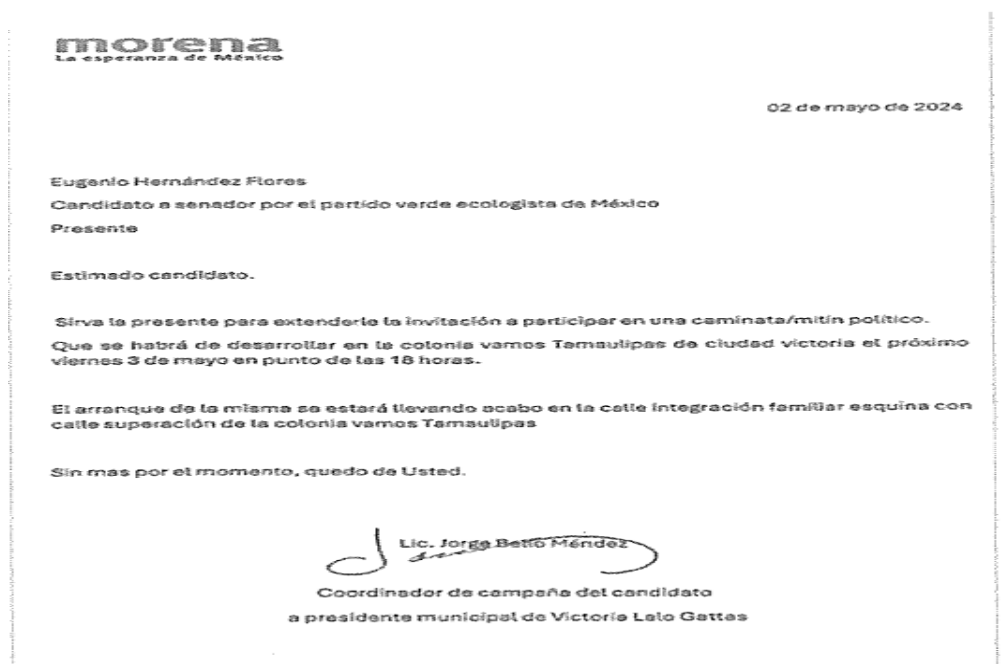 morena
La esperanza de México
02 de mayo de 2024
Eugenio Hernández Flores
Candidato a senador por el partido verde ecologista de México
Presente
Estimado candidato.
Sirva la presente para extenderle la invitación a participar en una caminata/mitin político.
Que se habrá de desarrollar en la colonia vamos Tamaulipas de ciudad victoria el próximo
viernes 3 de mayo en punto de las 18 horas.
El arranque de la misma se estará llevando acabo en la calle integración familiar esquina con
calle superación de la colonia vamos Tamaulipas
Sin mas por el momento, quedo de Usted.
Lic. Jorge Bello Méndez
Coordinador de campaña del candidato
a presidente municipal de Victoria Lalo Gattas